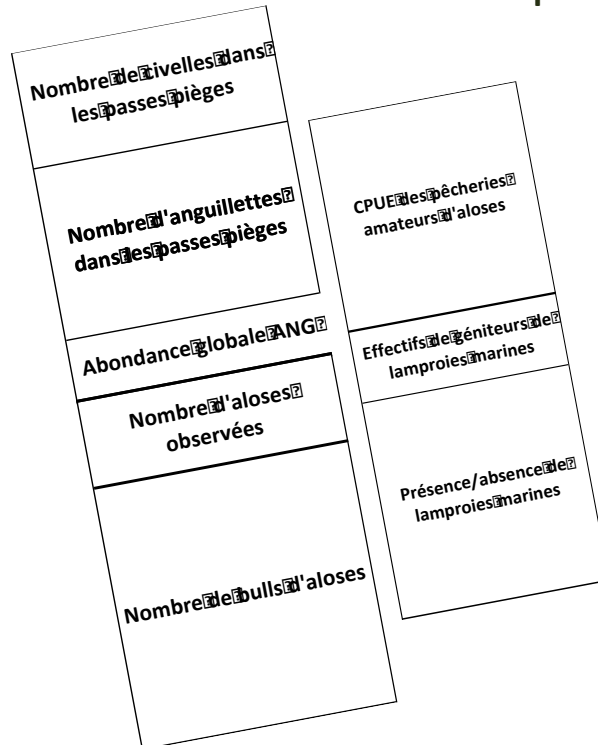 Nombre de civelles dans
les passes pièges
Nombre d'anguillettes
dans les passes pièges
Abondance globale ANG
Nombre d'aloses
observées
Nombre de bulls d'aloses
CPUE des pêcheries
amateurs d'aloses
Effectifs de géniteurs de
lamproies marines
Présence/absence de
lamproies marines